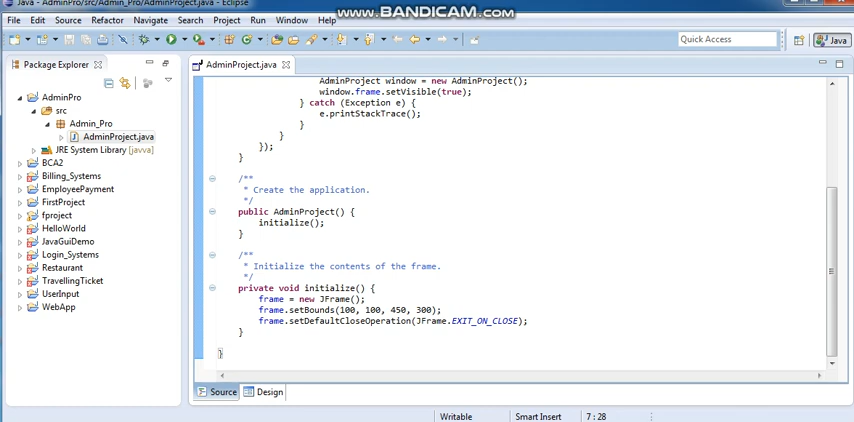 Java - AdminPro/src/Admin_Pro/AdminProject.java - Eclipse
www.BANDICAM.com
File Edit Source Refactor Navigate Search Project Run Window Help
Quick Access
Java
Package Explorer
AdminPro
src
Admin_Pro
AdminProject.java
JRE System Library [javva]
BCA2
Billing_Systems
EmployeePayment
FirstProject
fproject
HelloWorld
JavaGuiDemo
Login_Systems
Restaurant
TravellingTicket
UserInput
WebApp
AdminProject.java
AdminProject window = new AdminProject();
window.frame.setVisible(true);
} catch (Exception e) {
e.printStackTrace();
}
}
});
}
/**
* Create the application.
*/
public AdminProject() {
initialize();
}
/**
* Initialize the contents of the frame.
*/
private void initialize() {
frame = new JFrame();
frame.setBounds(100, 100, 450, 300);
frame.setDefaultCloseOperation(JFrame.EXIT_ON_CLOSE);
}
}
Source Design
Writable Smart Insert 7 : 28